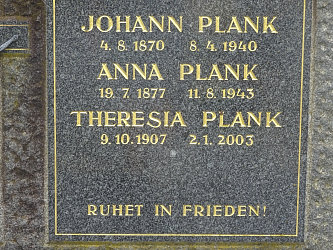 JOHANN PLANK
4. 8. 1870 8. 4. 1940
ANNA PLANK
19. 7. 1877 11. 8. 1943
THERESIA PLANK
9. 10. 1907 2. 1. 2003
RUHET IN FRIEDEN!